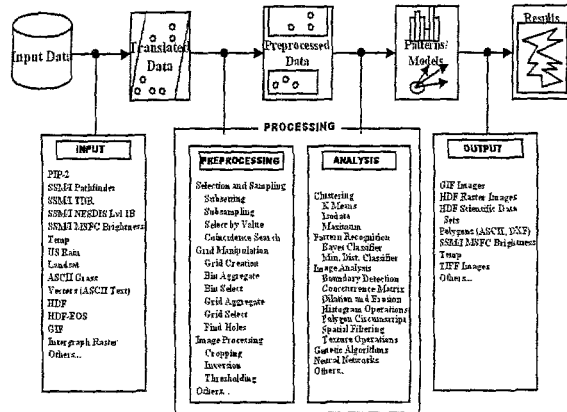 Input Data
Translated
Data
Preprocessed
Data
Patterns/
Models
Results
PROCESSING
INPUT
PIP-2
SSM/I Pathfinder
SSM/I TDR
SSM/I NESDIS Lvl 1B
SSM/I MSFC Brightness
Temp
US Rain
Landsat
ASCII Grass
Vectors (ASCII Text)
HDF
HDF-EOS
GIF
Intergraph Raster
Others...
PREPROCESSING
Selection and Sampling
Subsetting
Subsampling
Select by Value
Coincidence Search
Grid Manipulation
Grid Creation
Bin Aggregate
Bin Select
Grid Aggregate
Grid Select
Find Holes
Image Processing
Cropping
Inversion
Thresholding
Others...
ANALYSIS
Clustering
K Means
Isodata
Maximum
Pattern Recognition
Bayes Classifier
Min. Dist. Classifier
Image Analysis
Boundary Detection
Cooccurrence Matrix
Dilation and Erosion
Histogram Operations
Polygon Circumscript
Spatial Filtering
Texture Operations
Genetic Algorithms
Neural Networks
Others...
OUTPUT
GIF Images
HDF Raster Images
HDF Scientific Data
Sets
Polygons (ASCII, DXF)
SSM/I MSFC Brightness
Temp
TIFF Images
Others...